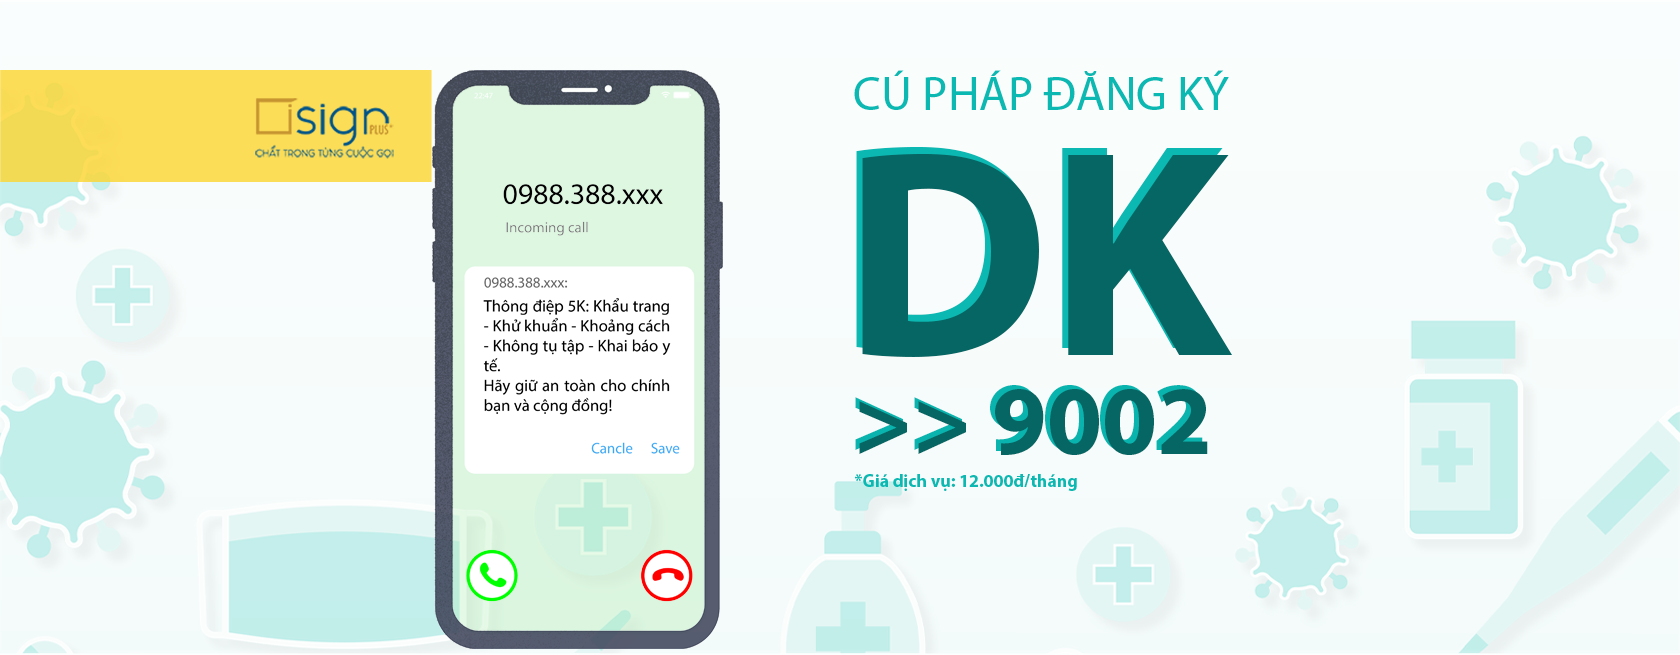 isign
PLUS+
CHẤT TRONG TỪNG CUỘC GỌI
0988.388.xxx
Incoming call
0988.388.xxx:
Thông điệp 5K: Khẩu trang
- Khử khuẩn - Khoảng cách
- Không tụ tập - Khai báo y
tế.
Hãy giữ an toàn cho chính
bạn và cộng đồng!
Cancle Save
CÚ PHÁP ĐĂNG KÝ
DK
>> 9002
*Giá dịch vụ: 12.000đ/tháng